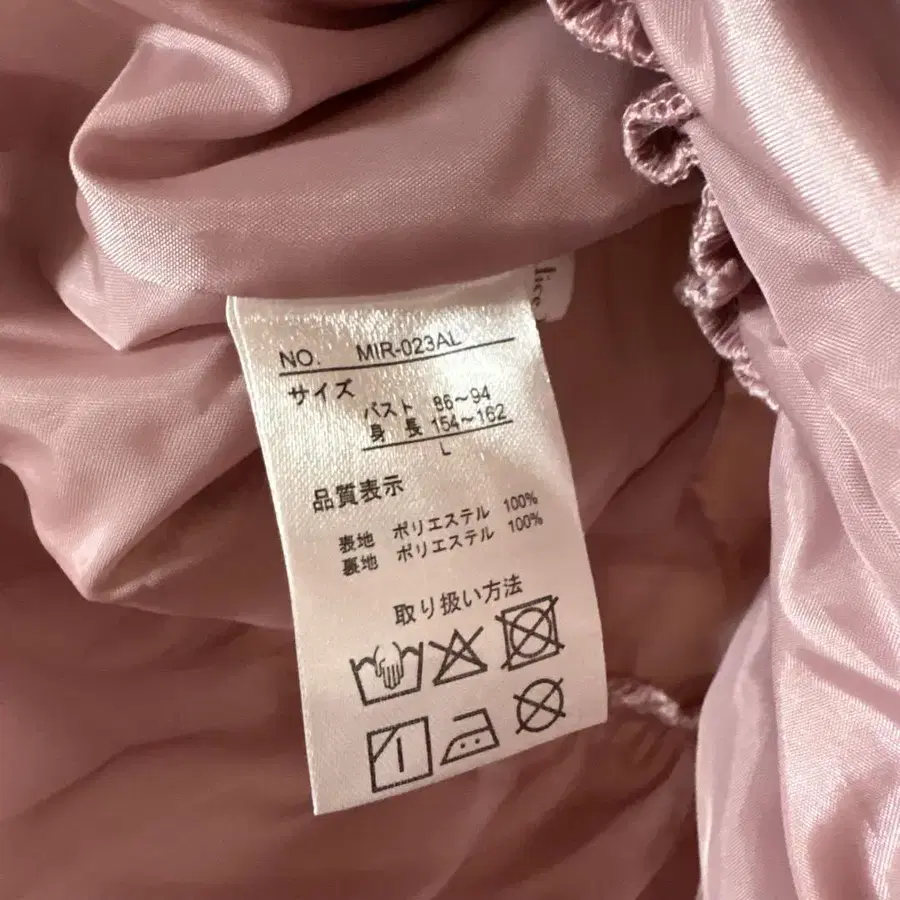 NO. MIR-023AL
サイズ
バスト 86～94
身長 154～162
L
品質表示
表地 ポリエステル 100%
裏地 ポリエステル 100%
取り扱い方法